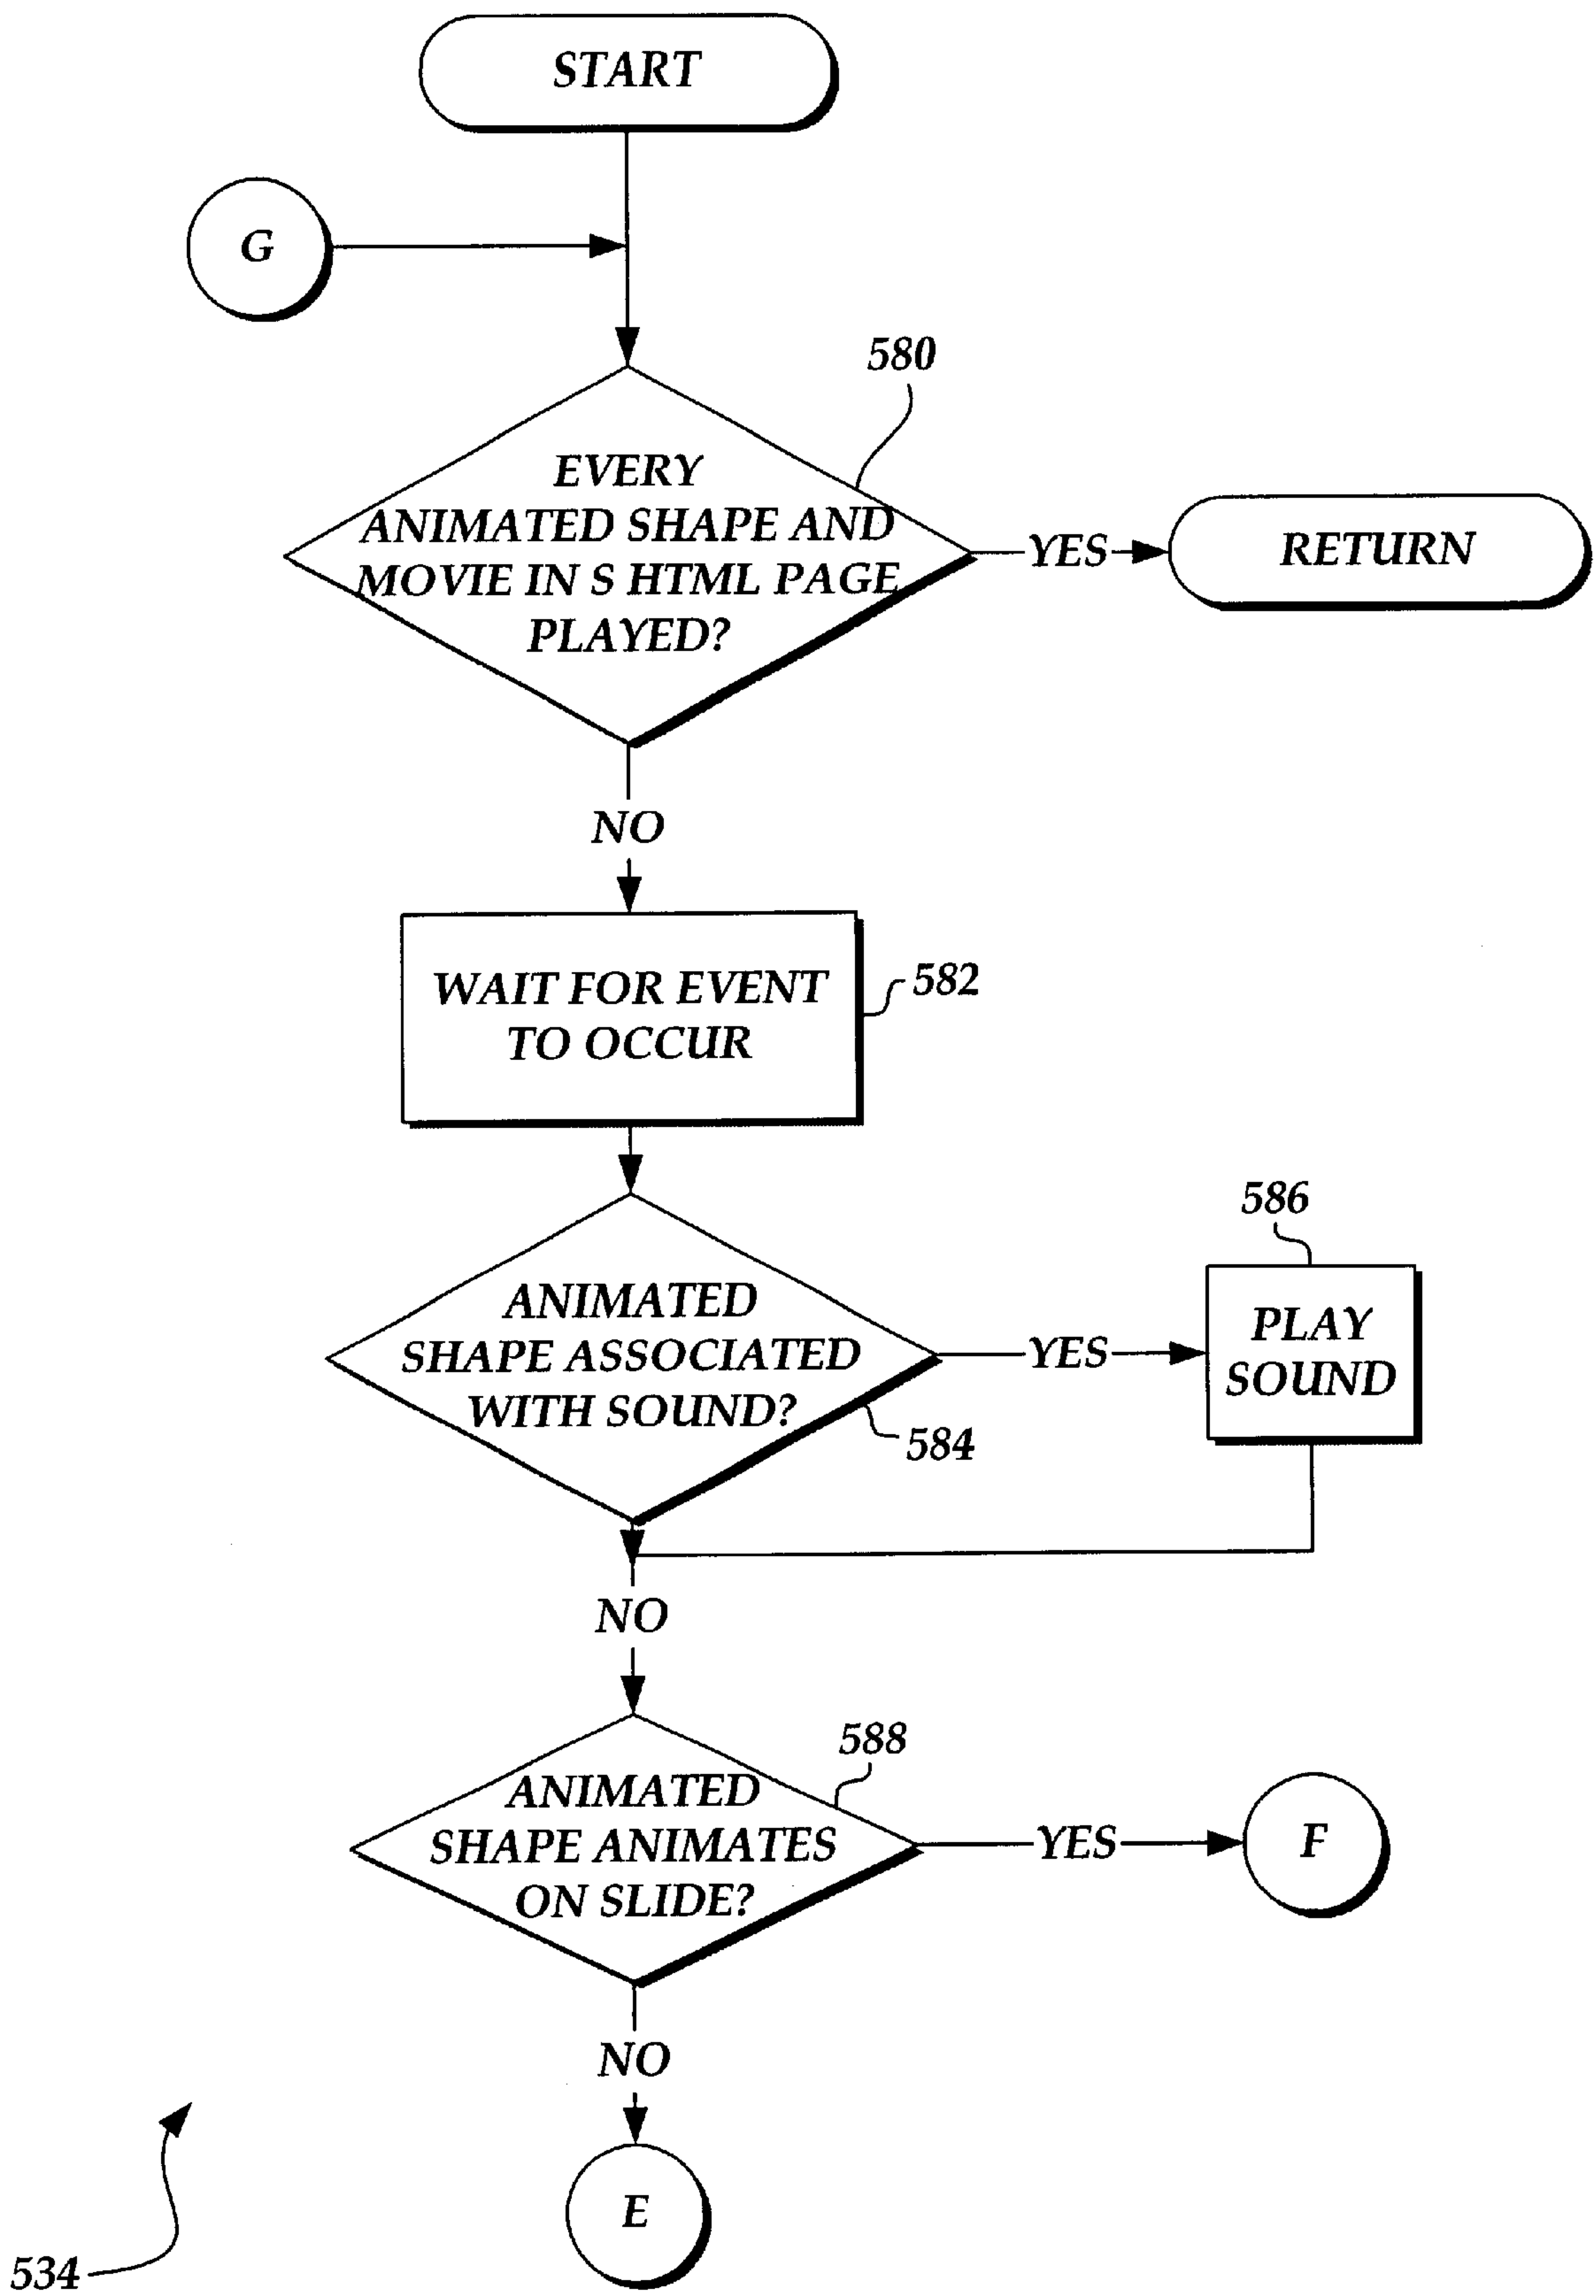 START
G
580
EVERY
ANIMATED SHAPE AND
MOVIE IN S HTML PAGE
PLAYED?
YES
RETURN
NO
WAIT FOR EVENT
TO OCCUR
582
586
ANIMATED
SHAPE ASSOCIATED
WITH SOUND?
YES
PLAY
SOUND
584
NO
588
ANIMATED
SHAPE ANIMATES
ON SLIDE?
YES
F
NO
E
534